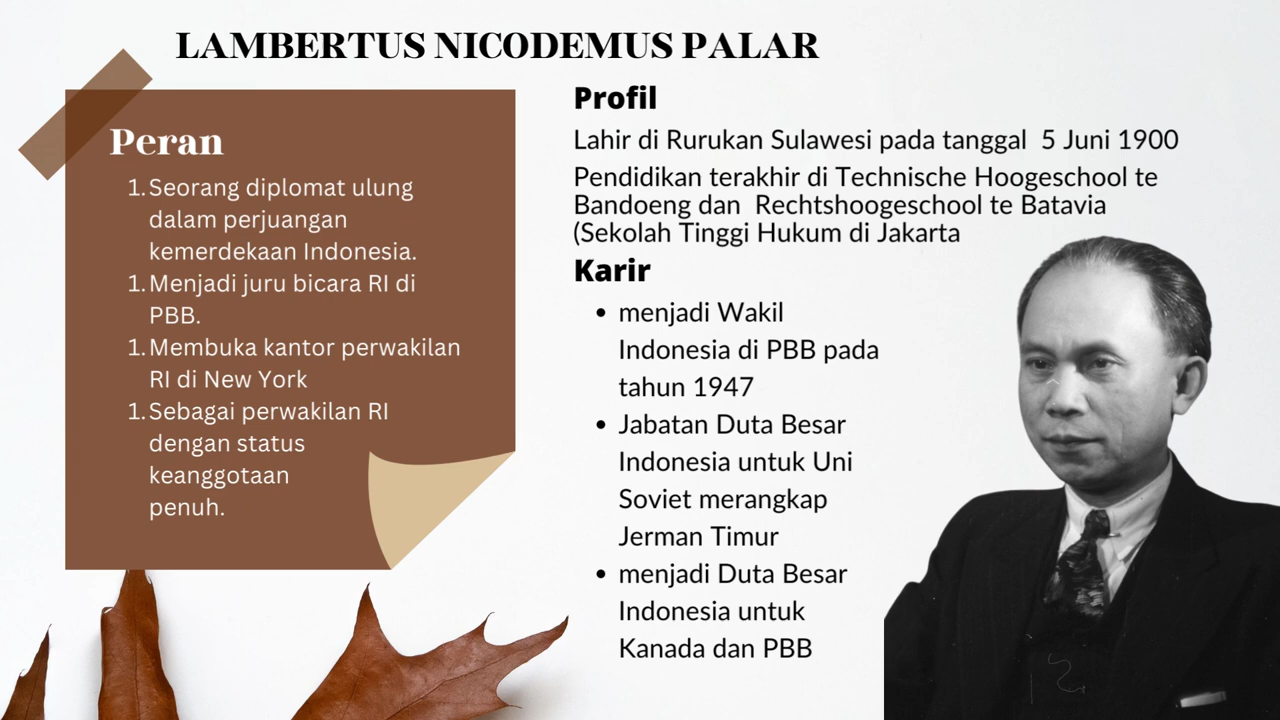 LAMBERTUS NICODEMUS PALAR
Peran
1. Seorang diplomat ulung
dalam perjuangan
kemerdekaan Indonesia.
1. Menjadi juru bicara RI di
PBB.
1. Membuka kantor perwakilan
RI di New York
1. Sebagai perwakilan RI
dengan status
keanggotaan
penuh.
Profil
Lahir di Rurukan Sulawesi pada tanggal  5 Juni 1900
Pendidikan terakhir di Technische Hoogeschool te
Bandoeng dan  Rechtshoogeschool te Batavia
(Sekolah Tinggi Hukum di Jakarta
Karir
• menjadi Wakil
Indonesia di PBB pada
tahun 1947
• Jabatan Duta Besar
Indonesia untuk Uni
Soviet merangkap
Jerman Timur
• menjadi Duta Besar
Indonesia untuk
Kanada dan PBB